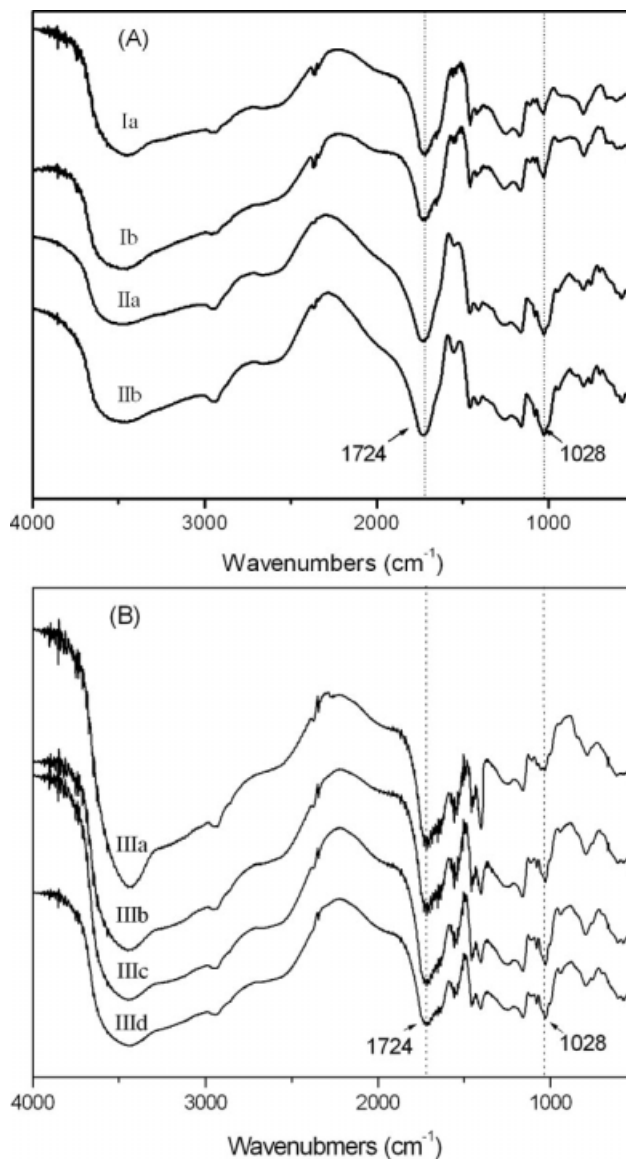 (A)
Ia
Ib
IIa
IIb
1724
1028
4000 3000 2000 1000
Wavenumbers (cm⁻¹)
(B)
IIIa
IIIb
IIIc
IIId
1724
1028
4000 3000 2000 1000
Wavenubmers (cm⁻¹)